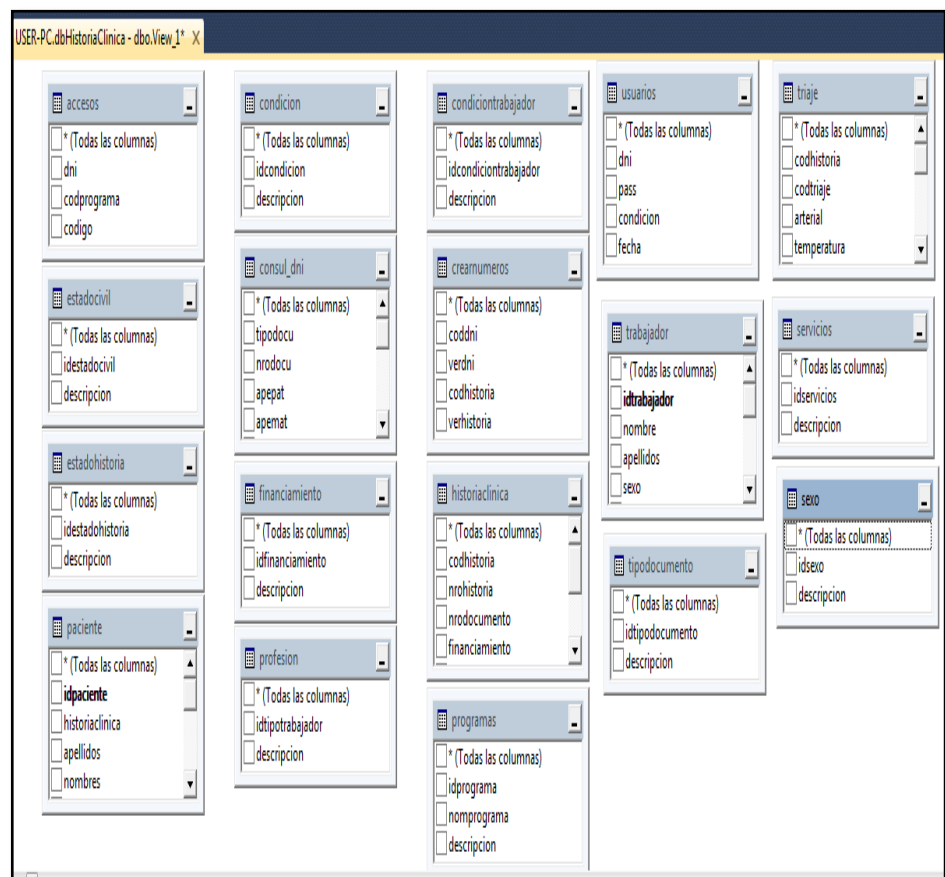 USER-PC.dbHistoriaClinica - dbo.View_1* X
accesos
* (Todas las columnas)
dni
codprograma
codigo
estadocivil
* (Todas las columnas)
idestadocivil
descripcion
estadohistoria
* (Todas las columnas)
idestadohistoria
descripcion
paciente
* (Todas las columnas)
idpaciente
historiaclinica
apellidos
nombres
condicion
* (Todas las columnas)
idcondicion
descripcion
consul_dni
* (Todas las columnas)
tipodocu
nrodocu
apepat
apemat
financiamiento
* (Todas las columnas)
idfinanciamiento
descripcion
profesion
* (Todas las columnas)
idtipotrabajador
descripcion
condiciontrabajador
* (Todas las columnas)
idcondiciontrabajador
descripcion
crearnumeros
* (Todas las columnas)
coddni
verdni
codhistoria
verhistoria
historiaclinica
* (Todas las columnas)
codhistoria
nrohistoria
nrodocumento
financiamiento
programas
* (Todas las columnas)
idprograma
nomprograma
descripcion
usuarios
* (Todas las columnas)
dni
pass
condicion
fecha
trabajador
* (Todas las columnas)
idtrabajador
nombre
apellidos
sexo
tipodocumento
* (Todas las columnas)
idtipodocumento
descripcion
triaje
* (Todas las columnas)
codhistoria
codtriaje
arterial
temperatura
servicios
* (Todas las columnas)
idservicios
descripcion
sexo
* (Todas las columnas)
idsexo
descripcion